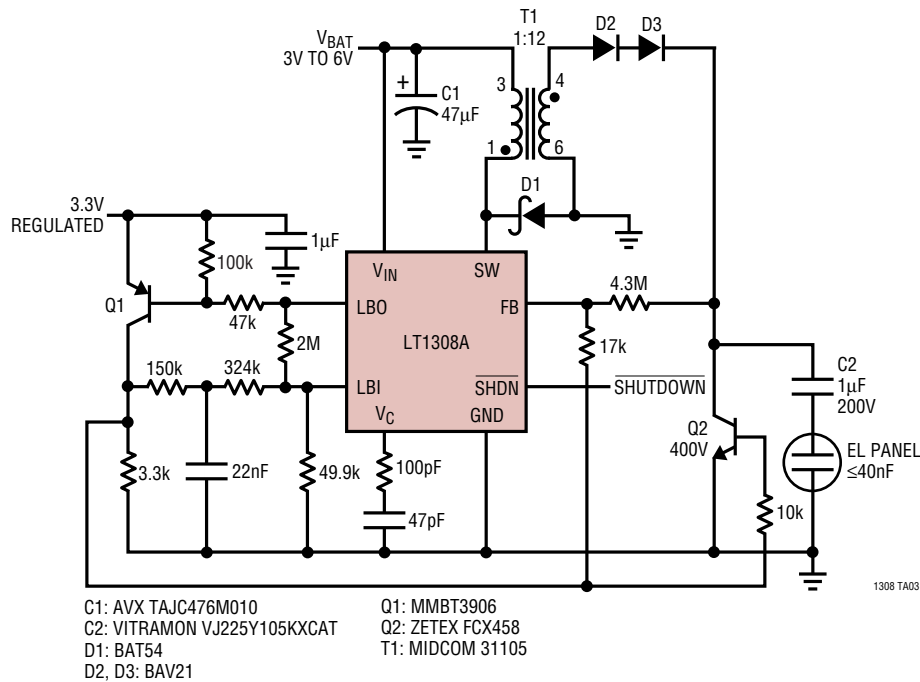 T1
1:12
D2
D3
VBAT
3V TO 6V
3
4
+
C1
47µF
1
6
D1
3.3V
REGULATED
1µF
100k
VIN
SW
4.3M
Q1
LBO
FB
47k
2M
LT1308A
17k
150k
324k
C2
1µF
200V
LBI
SHDN
SHUTDOWN
VC
GND
Q2
400V
EL PANEL
≤40nF
3.3k
22nF
49.9k
100pF
10k
47pF
1308 TA03
C1: AVX TAJC476M010
C2: VITRAMON VJ225Y105KXCAT
D1: BAT54
D2, D3: BAV21
Q1: MMBT3906
Q2: ZETEX FCX458
T1: MIDCOM 31105